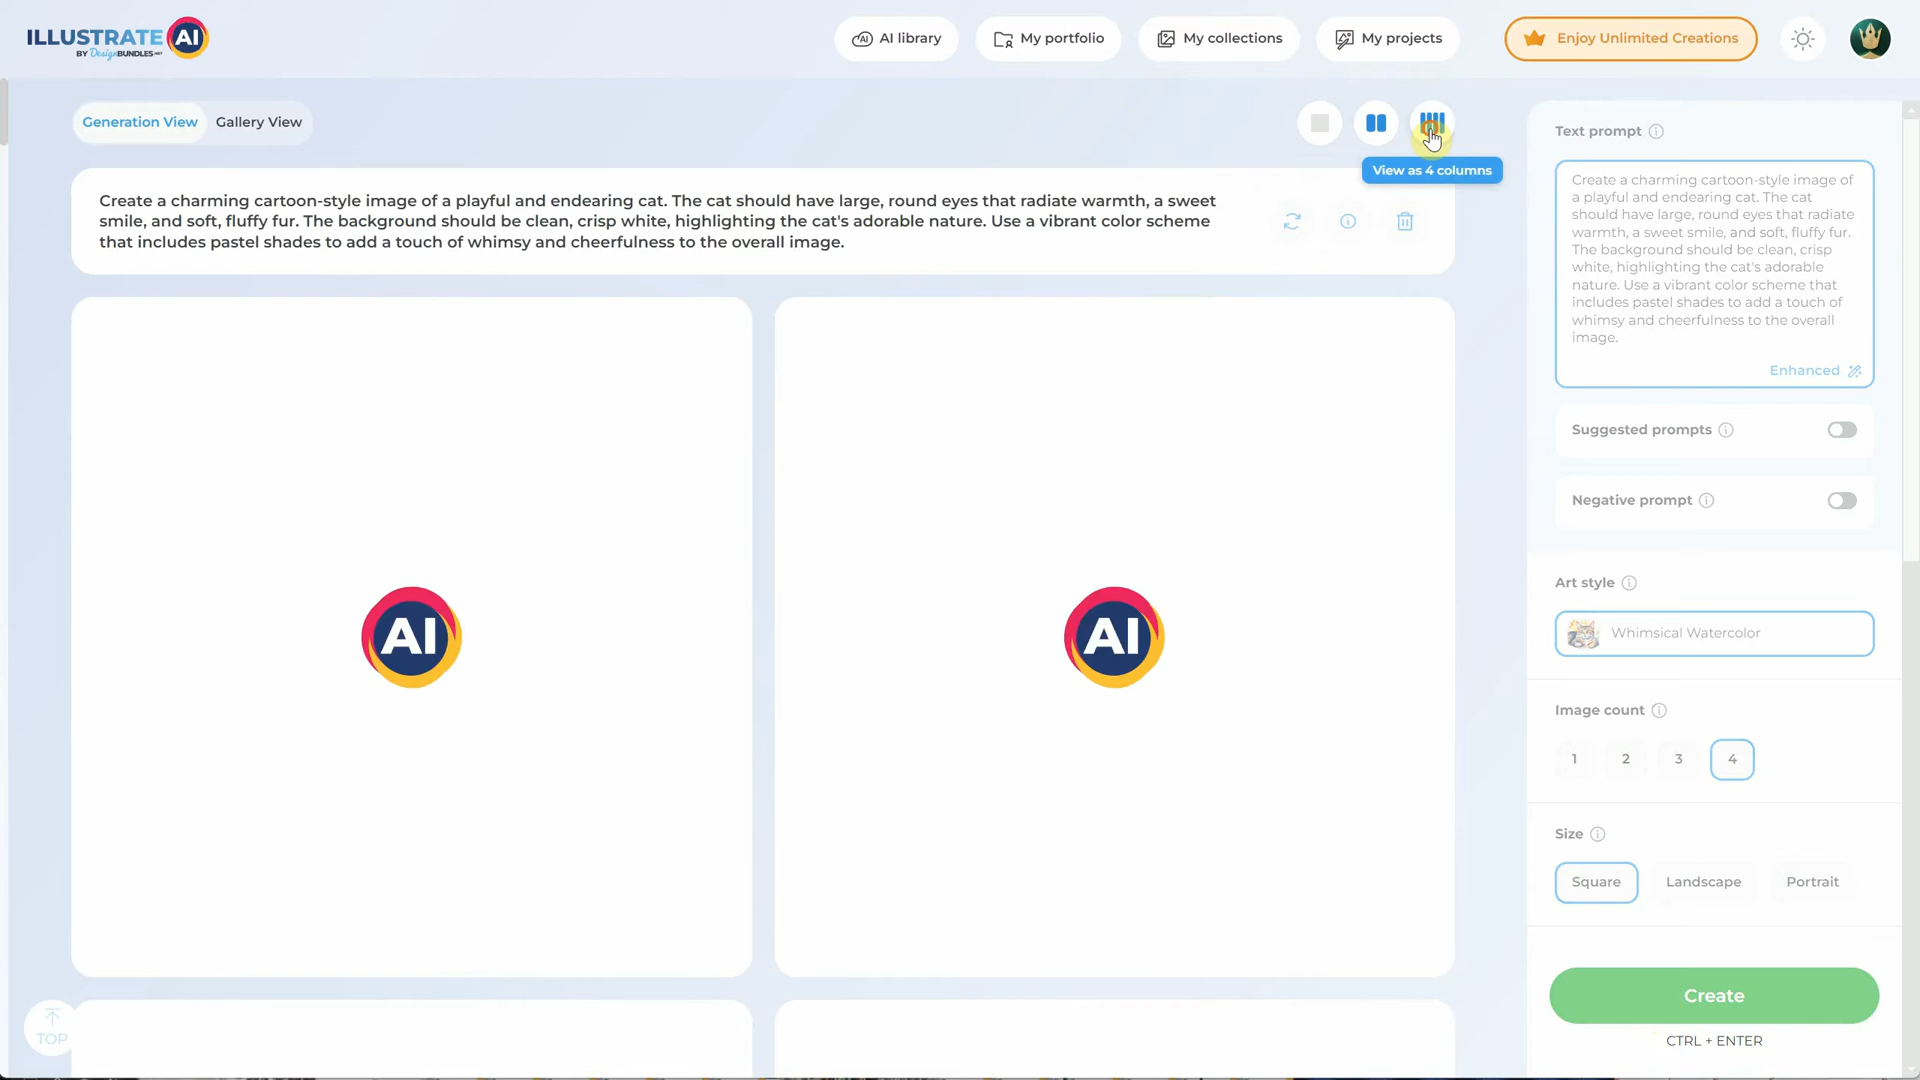 ILLUSTRATE AI
BY DesignBUNDLES.NET
AI library
My portfolio
My collections
My projects
Enjoy Unlimited Creations
Generation View
Gallery View
View as 4 columns
Create a charming cartoon-style image of a playful and endearing cat. The cat should have large, round eyes that radiate warmth, a sweet
smile, and soft, fluffy fur. The background should be clean, crisp white, highlighting the cat's adorable nature. Use a vibrant color scheme
that includes pastel shades to add a touch of whimsy and cheerfulness to the overall image.
AI
AI
TOP
Text prompt
Create a charming cartoon-style image of
a playful and endearing cat. The cat
should have large, round eyes that radiate
warmth, a sweet smile, and soft, fluffy fur.
The background should be clean, crisp
white, highlighting the cat's adorable
nature. Use a vibrant color scheme that
includes pastel shades to add a touch of
whimsy and cheerfulness to the overall
image.
Enhanced
Suggested prompts
Negative prompt
Art style
Whimsical Watercolor
Image count
1 2 3 4
Size
Square Landscape Portrait
Create
CTRL + ENTER